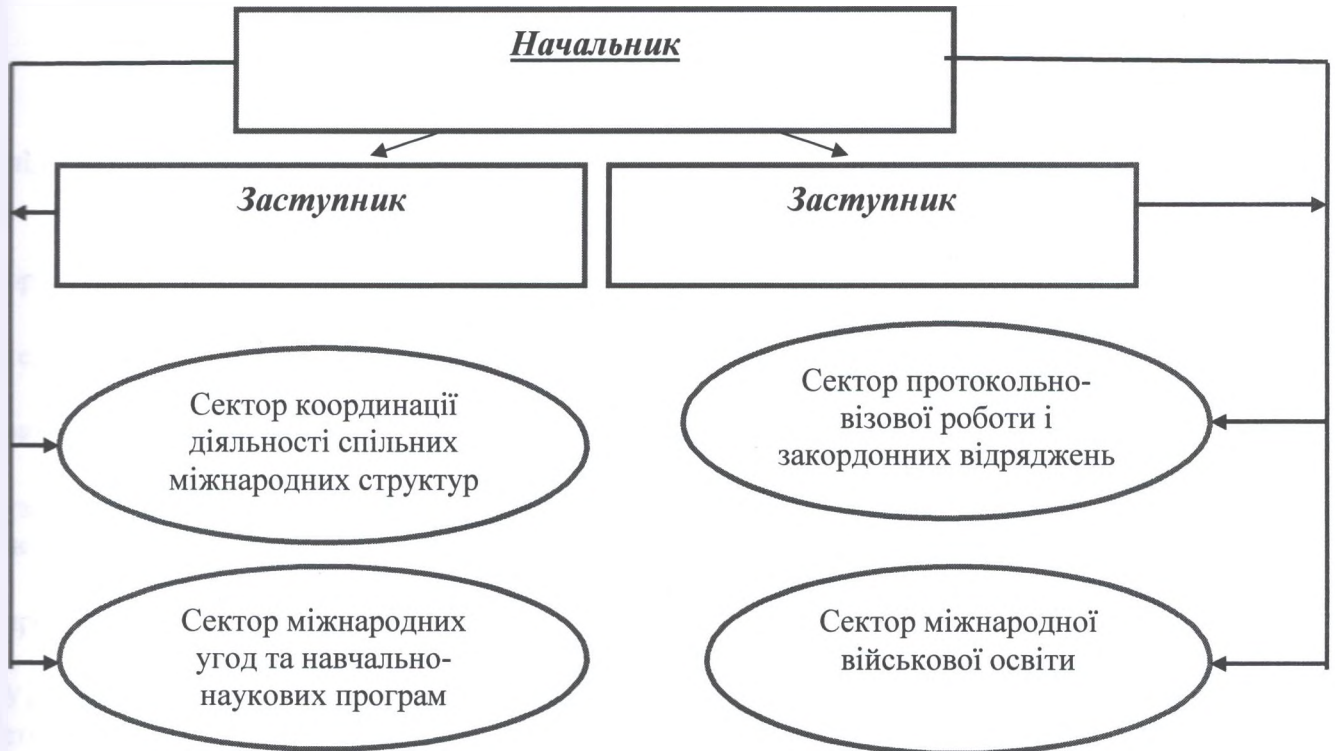 Начальник
Заступник
Заступник
Сектор координації
діяльності спільних
міжнародних структур
Сектор протокольно-
візової роботи і
закордонних відряджень
Сектор міжнародних
угод та навчально-
наукових програм
Сектор міжнародної
військової освіти